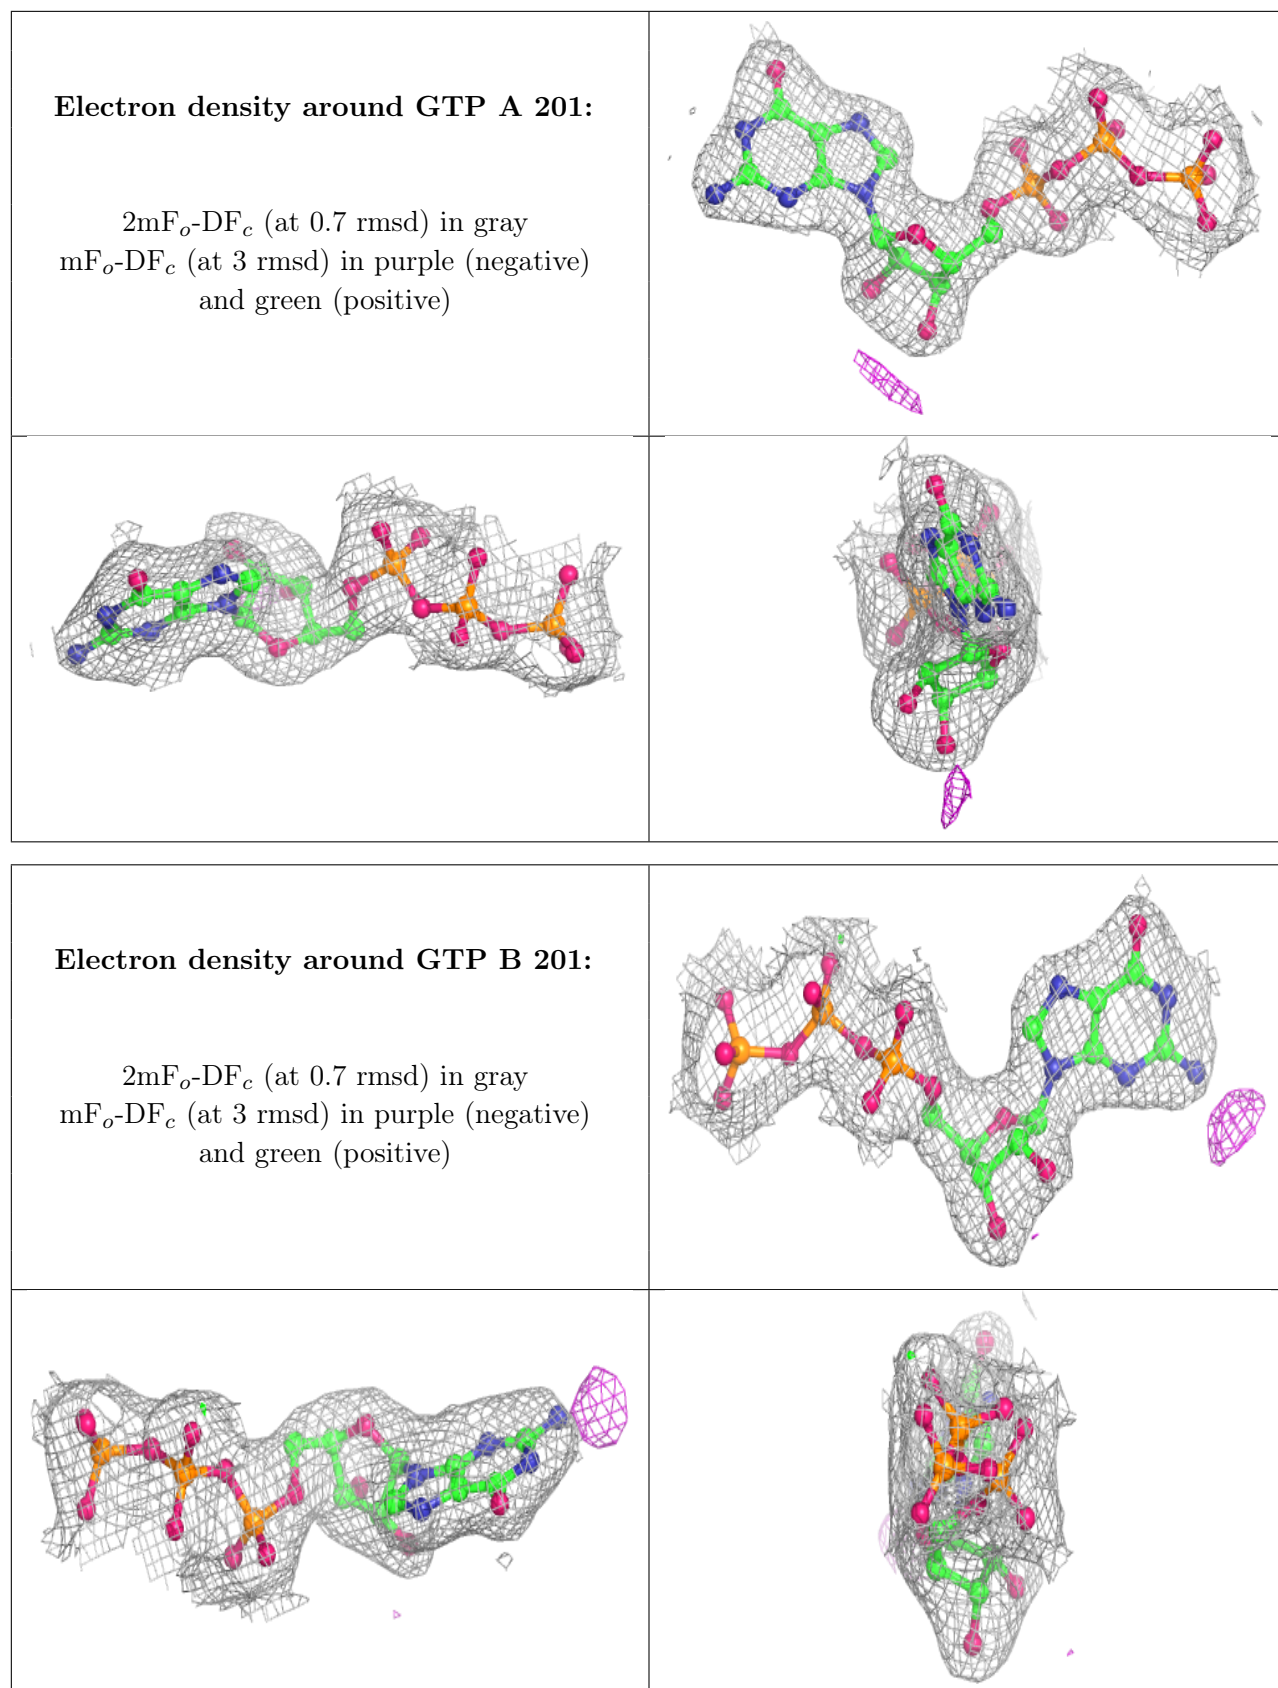 Electron density around GTP A 201:
2mFo-DFc (at 0.7 rmsd) in gray
mFo-DFc (at 3 rmsd) in purple (negative)
and green (positive)
Electron density around GTP B 201:
2mFo-DFc (at 0.7 rmsd) in gray
mFo-DFc (at 3 rmsd) in purple (negative)
and green (positive)